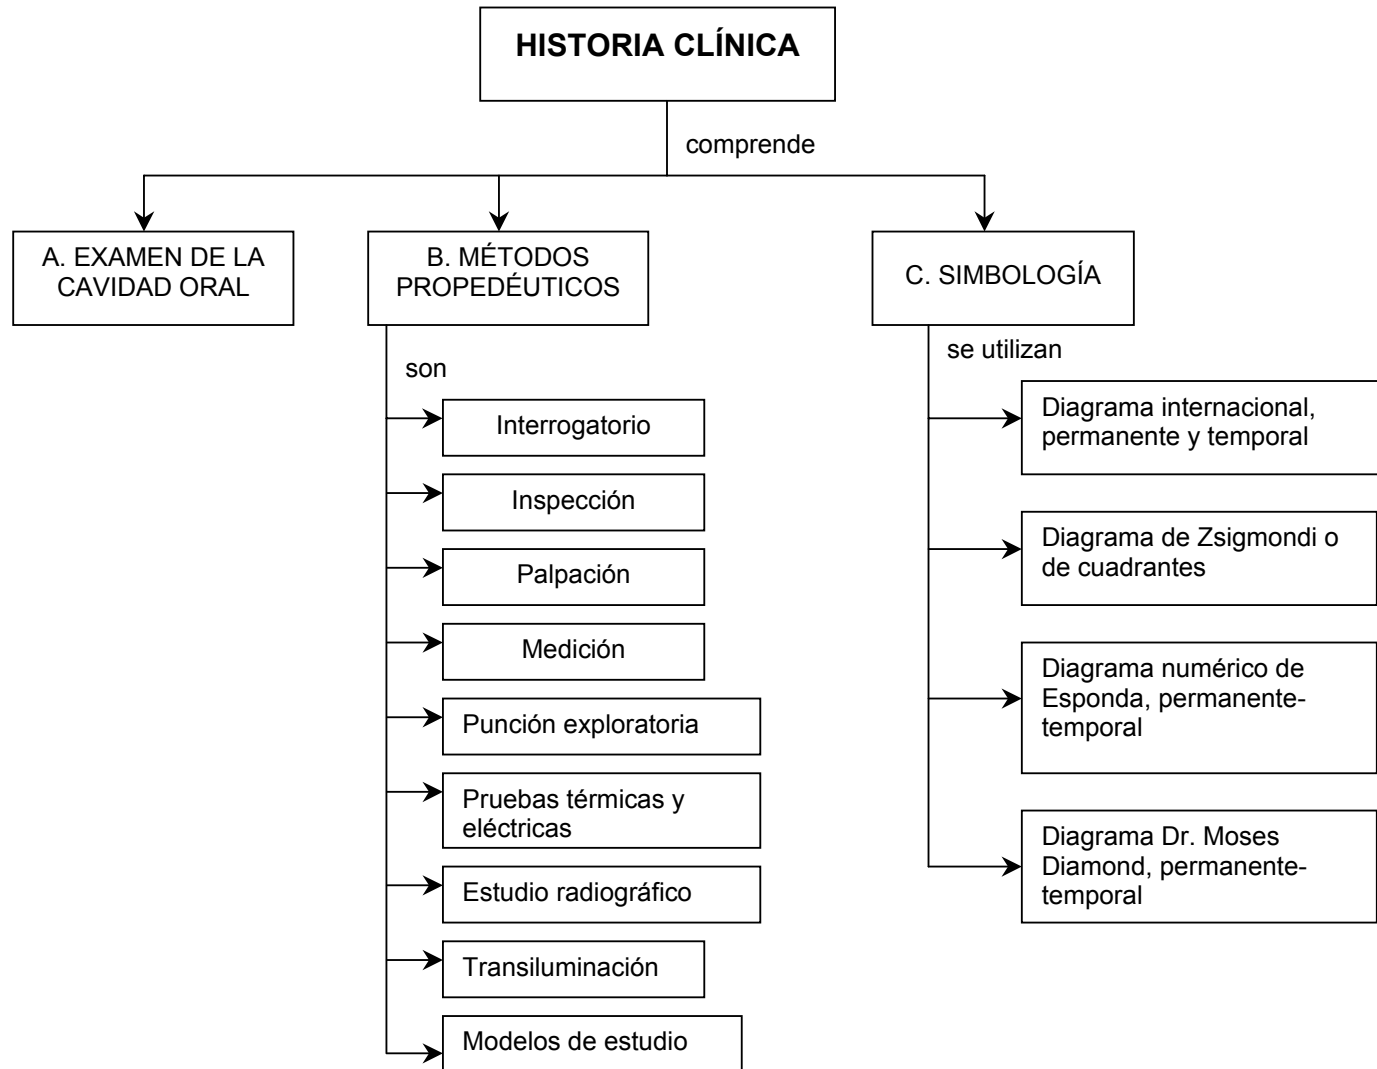 HISTORIA CLÍNICA
comprende
A. EXAMEN DE LA
CAVIDAD ORAL
B. MÉTODOS
PROPEDÉUTICOS
C. SIMBOLOGÍA
son
Interrogatorio
Inspección
Palpación
Medición
Punción exploratoria
Pruebas térmicas y
eléctricas
Estudio radiográfico
Transiluminación
Modelos de estudio
se utilizan
Diagrama internacional,
permanente y temporal
Diagrama de Zsigmondi o
de cuadrantes
Diagrama numérico de
Esponda, permanente-
temporal
Diagrama Dr. Moses
Diamond, permanente-
temporal